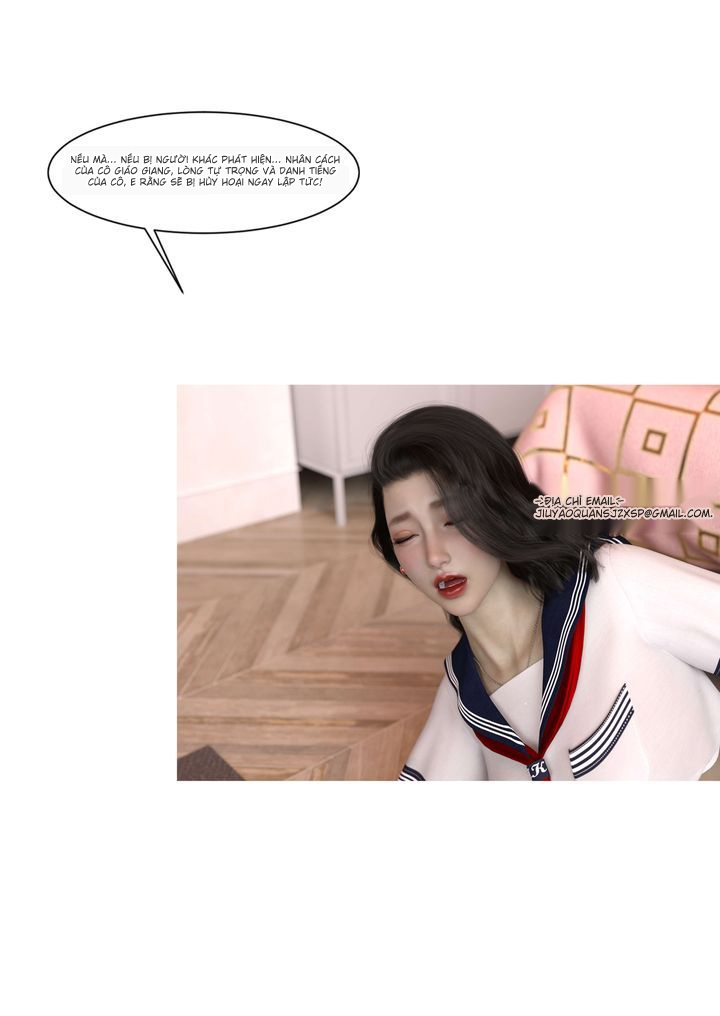 NẾU MÀ... NẾU BỊ NGƯỜI KHÁC PHÁT HIỆN... NHÂN CÁCH
CỦA CÔ GIÁO GIANG, LÒNG TỰ TRỌNG VÀ DANH TIẾNG
CỦA CÔ, E RẰNG SẼ BỊ HỦY HOẠI NGAY LẬP TỨC!
ĐỊA CHỈ EMAIL:
JIUYAOQUANSJZXSP@GMAIL.COM.
K